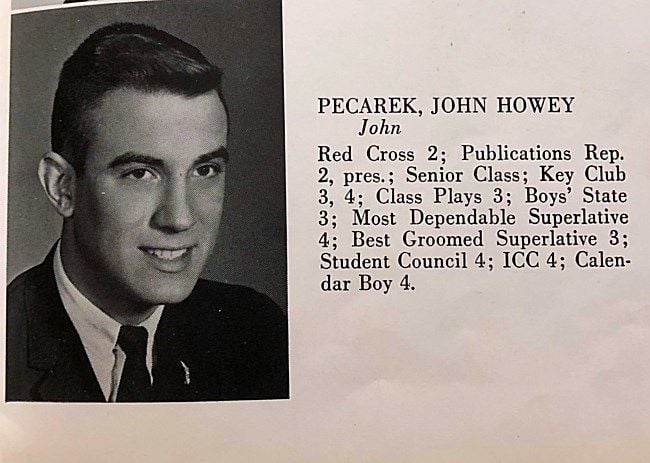 PECAREK, JOHN HOWEY
John
Red Cross 2; Publications Rep.
2, pres.; Senior Class; Key Club
3, 4; Class Plays 3; Boys' State
3; Most Dependable Superlative
4; Best Groomed Superlative 3;
Student Council 4; ICC 4; Calen-
dar Boy 4.